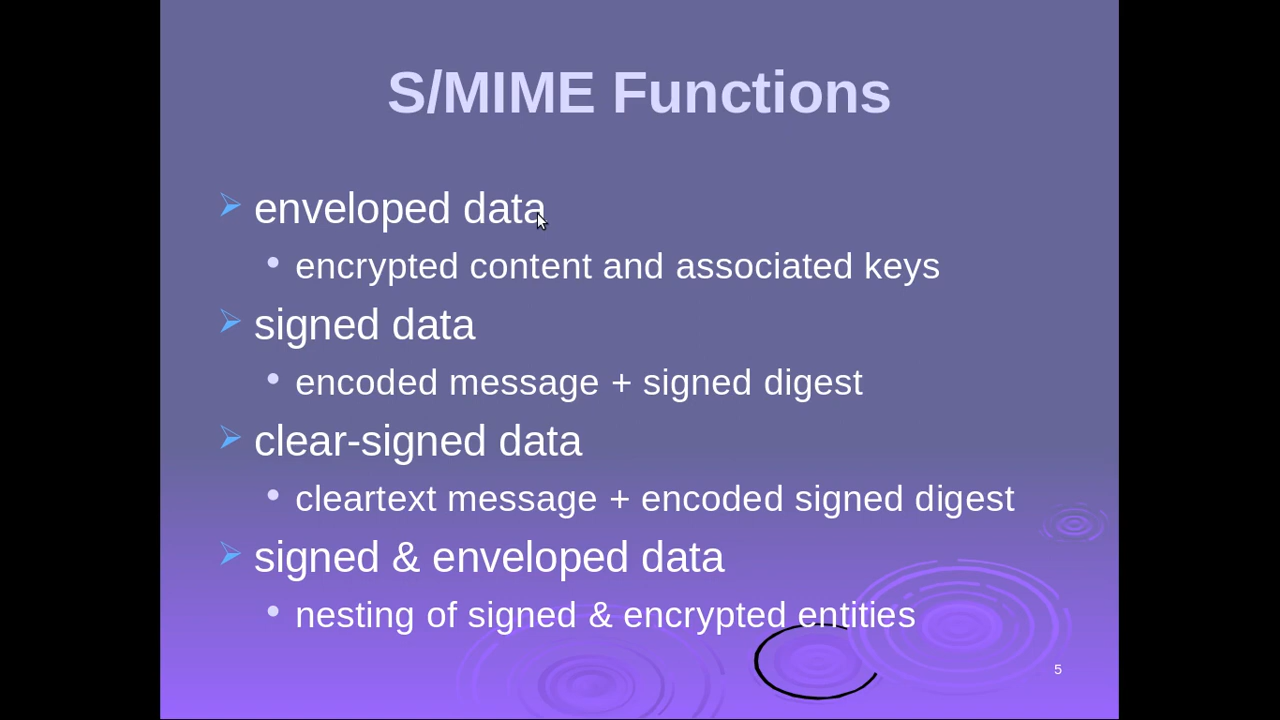 S/MIME Functions
enveloped data
encrypted content and associated keys
signed data
encoded message + signed digest
clear-signed data
cleartext message + encoded signed digest
signed & enveloped data
nesting of signed & encrypted entities
5